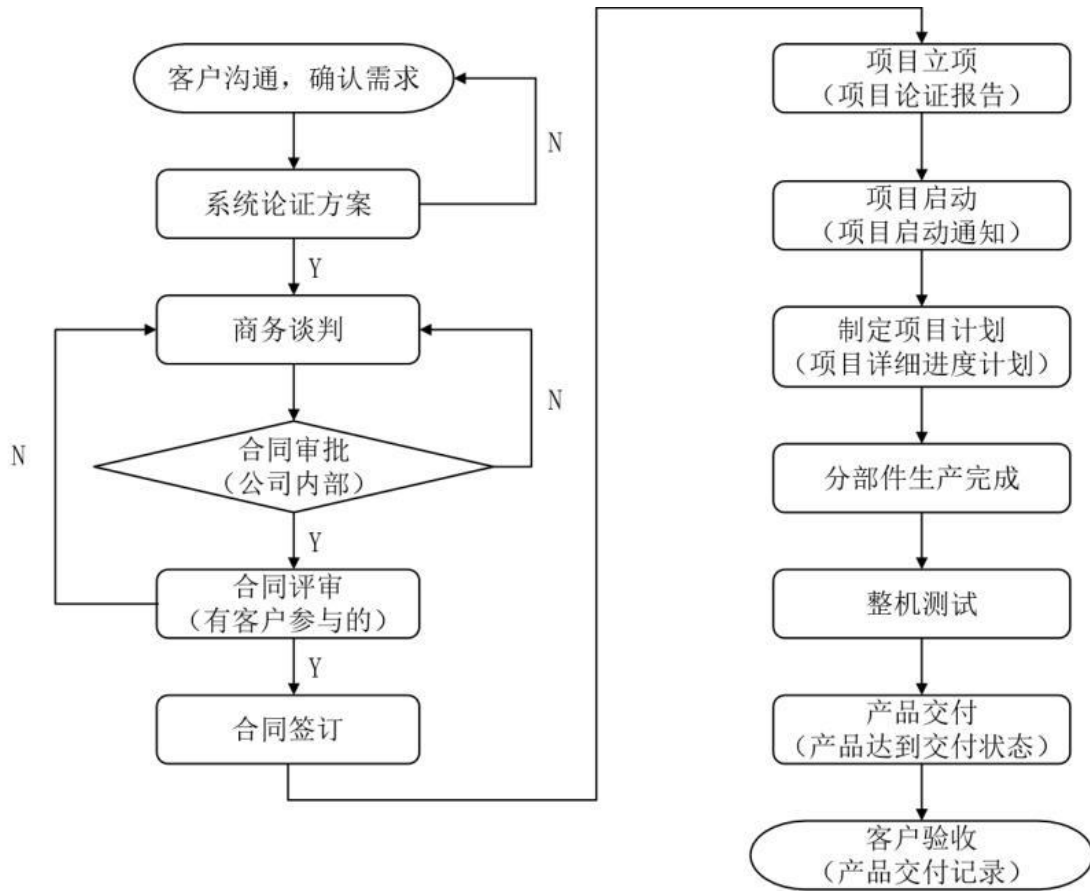 客户沟通，确认需求
N
系统论证方案
Y
商务谈判
N
N
合同审批
（公司内部）
Y
合同评审
（有客户参与的）
Y
合同签订
项目立项
（项目论证报告）
项目启动
（项目启动通知）
制定项目计划
（项目详细进度计划）
分部件生产完成
整机测试
产品交付
（产品达到交付状态）
客户验收
（产品交付记录）